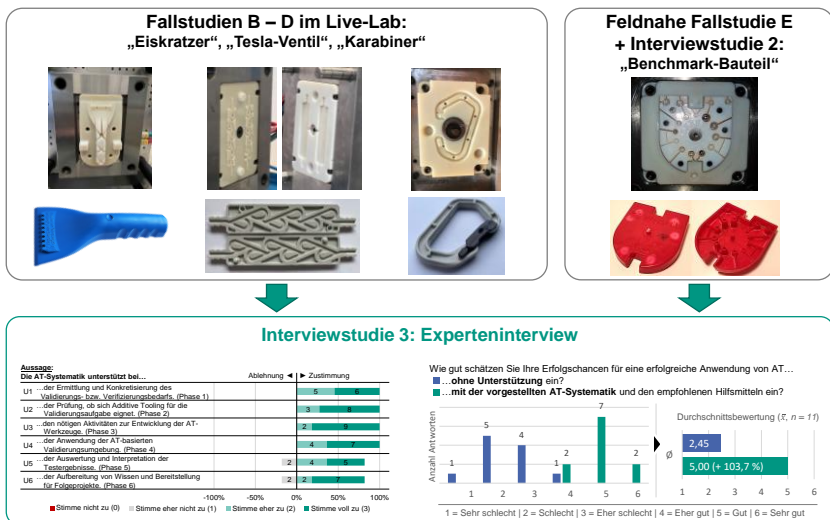 Fallstudien B – D im Live-Lab:
„Eiskratzer“, „Tesla-Ventil“, „Karabiner“
Feldnahe Fallstudie E
+ Interviewstudie 2:
„Benchmark-Bauteil“
Interviewstudie 3: Experteninterview
Aussage:
Die AT-Systematik unterstützt bei…
Ablehnung ◄ ► Zustimmung
U1 …der Ermittlung und Konkretisierung des
Validierungs- bzw. Verifizierungsbedarfs. (Phase 1)
5 6
U2 …der Prüfung, ob sich Additive Tooling für die
Validierungsaufgabe eignet. (Phase 2)
3 8
U3 …den nötigen Aktivitäten zur Entwicklung der AT-
Werkzeuge. (Phase 3)
2 9
U4 …der Anwendung der AT-basierten
Validierungsumgebung. (Phase 4)
4 7
U5 …der Auswertung und Interpretation der
Testergebnisse. (Phase 5)
2 4 5
U6 …der Aufbereitung von Wissen und Bereitstellung
für Folgeprojekte. (Phase 6)
2 2 7
-100% -50% 0% 50% 100%
Stimme nicht zu (0) Stimme eher nicht zu (1) Stimme eher zu (2) Stimme voll zu (3)
Wie gut schätzen Sie Ihre Erfolgschancen für eine erfolgreiche Anwendung von AT…
…ohne Unterstützung ein?
…mit der vorgestellten AT-Systematik und den empfohlenen Hilfsmitteln ein?
Anzahl Antworten
1 5 4 1 2 7 2
1 2 3 4 5 6
Durchschnittsbewertung (x̅, n = 11)
Ø
2,45
5,00 (+ 103,7 %)
1 2 3 4 5 6
1 = Sehr schlecht | 2 = Schlecht | 3 = Eher schlecht | 4 = Eher gut | 5 = Gut | 6 = Sehr gut